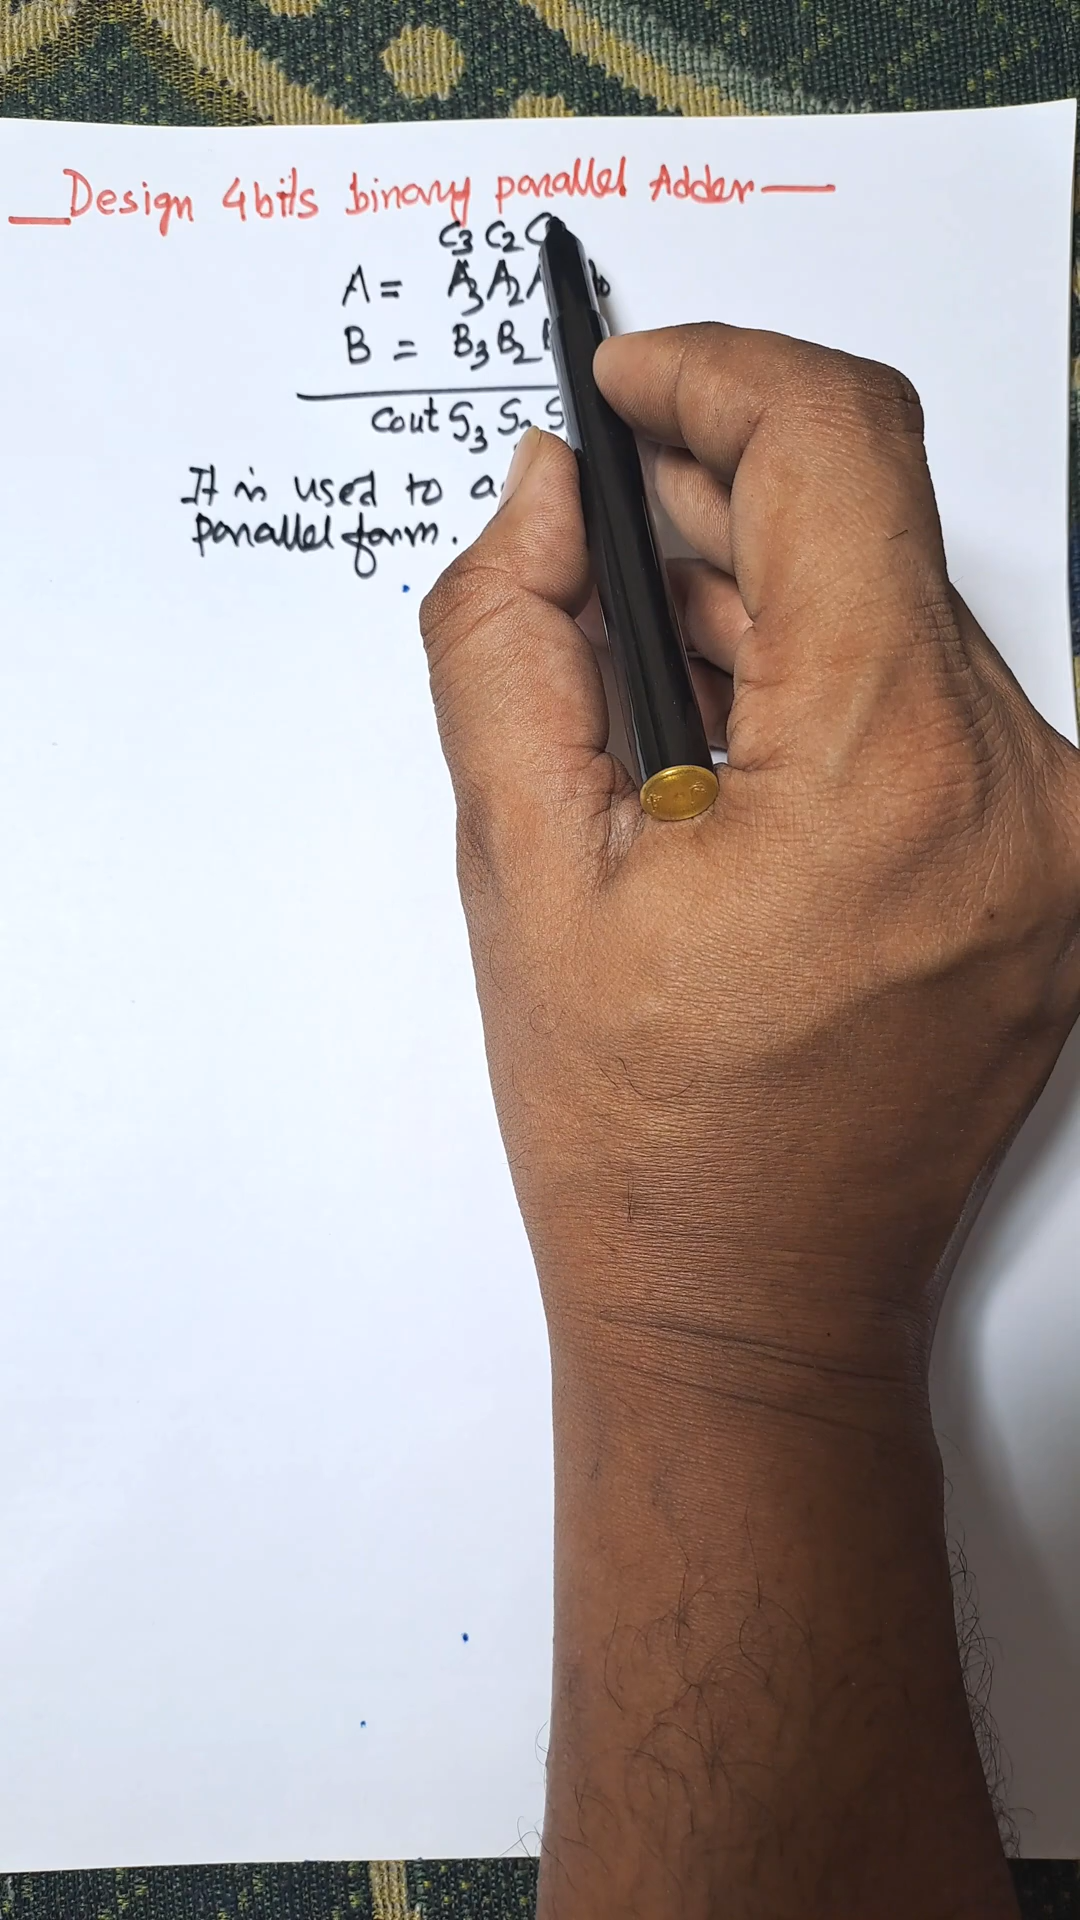 Design 4bits binary parallel Adder
C3 C2 C
A = A3 A2 A
B = B3 B2 B
Cout S3 S2 S
It is used to a
parallel form.